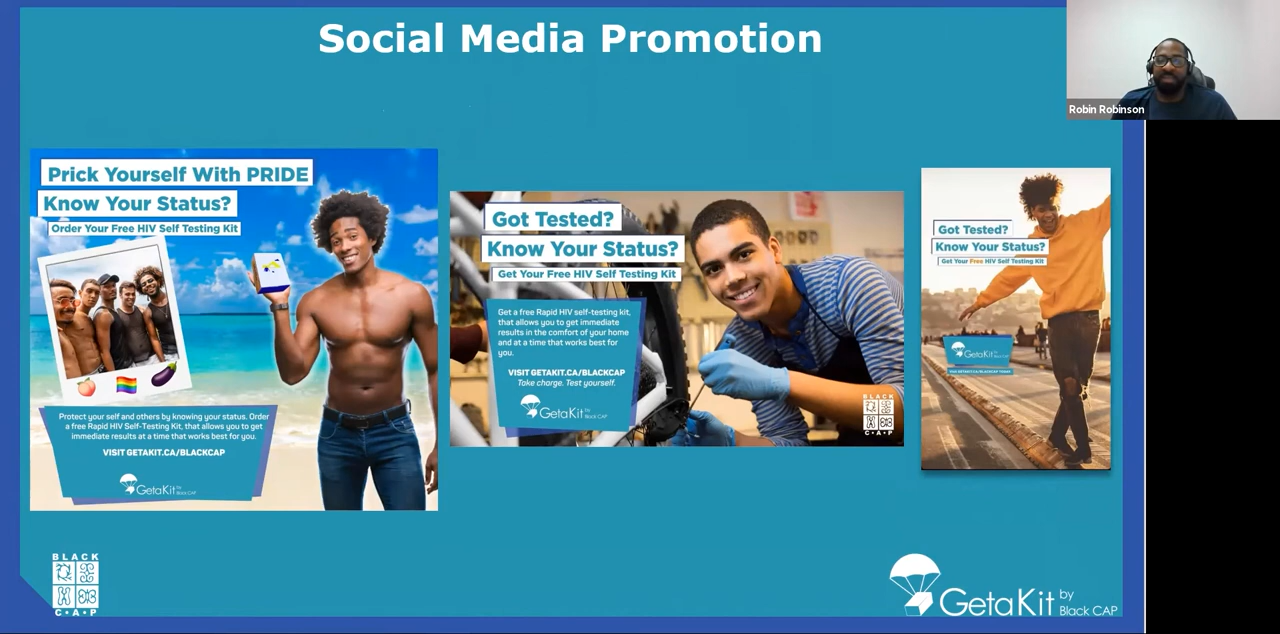 Social Media Promotion
Robin Robinson
Prick Yourself With PRIDE
Know Your Status?
Order Your Free HIV Self Testing Kit
Protect your self and others by knowing your status. Order
a free Rapid HIV Self-Testing Kit, that allows you to get
immediate results at a time that works best for you.
VISIT GETAKIT.CA/BLACKCAP
GetaKit by
Black CAP
Got Tested?
Know Your Status?
Get Your Free HIV Self Testing Kit
Get a free Rapid HIV self-testing kit,
that allows you to get immediate
results in the comfort of your home
and at a time that works best for
you.
VISIT GETAKIT.CA/BLACKCAP
Take charge. Test yourself.
GetaKit by
Black CAP
BLACK
C•A•P
Got Tested?
Know Your Status?
Get Your Free HIV Self Testing Kit
GetaKit
VISIT GETAKIT.CA/BLACKCAP TODAY!
BLACK
C•A•P
GetaKit by
Black CAP